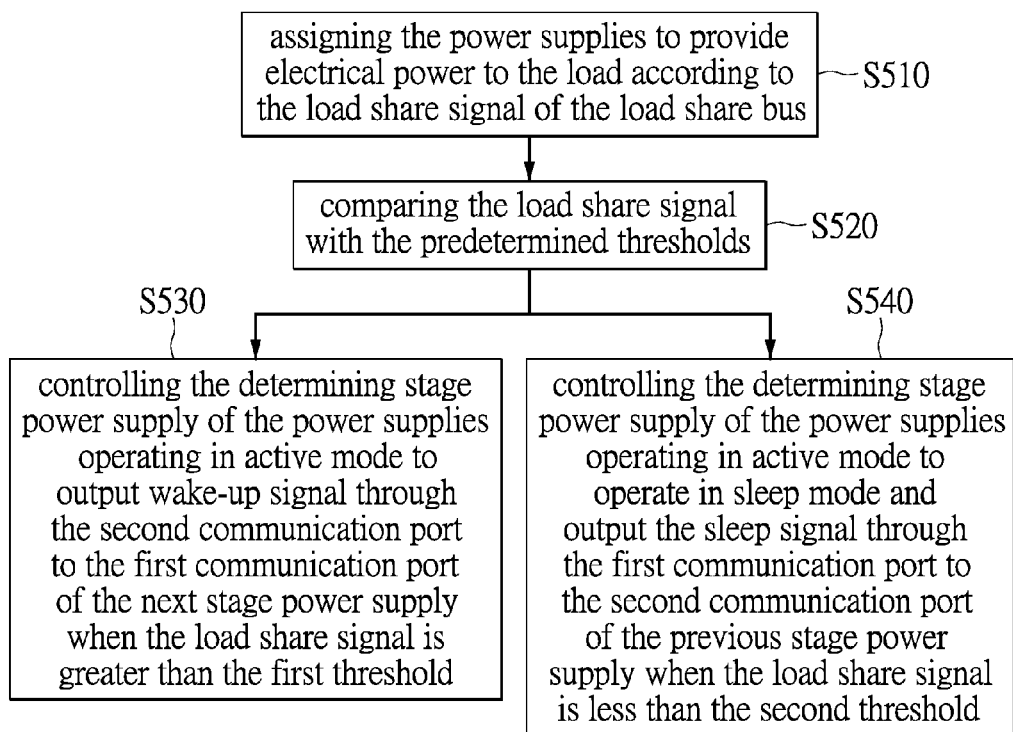 assigning the power supplies to provide
electrical power to the load according to
the load share signal of the load share bus
S510
comparing the load share signal
with the predetermined thresholds
S520
S530
controlling the determining stage
power supply of the power supplies
operating in active mode to
output wake-up signal through
the second communication port
to the first communication port
of the next stage power supply
when the load share signal is
greater than the first threshold
S540
controlling the determining stage
power supply of the power supplies
operating in active mode to
operate in sleep mode and
output the sleep signal through
the first communication port to
the second communication port
of the previous stage power
supply when the load share signal
is less than the second threshold